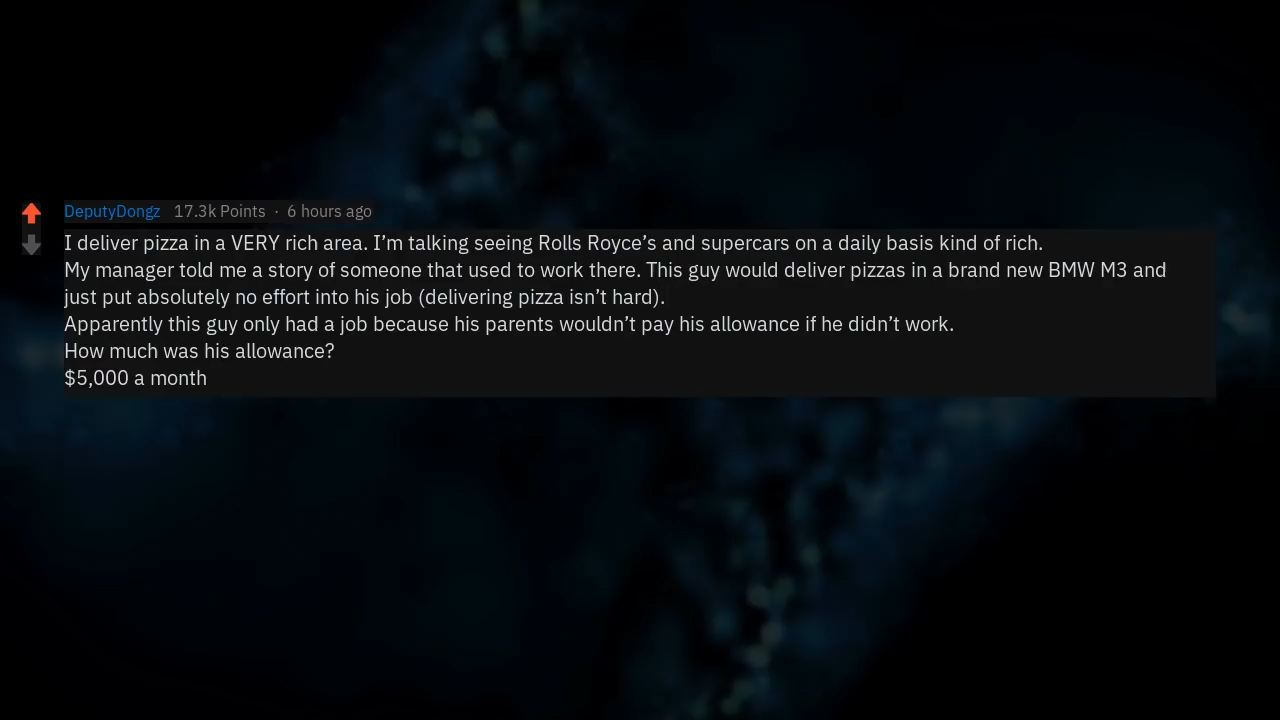 DeputyDongz 17.3k Points · 6 hours ago
I deliver pizza in a VERY rich area. I’m talking seeing Rolls Royce’s and supercars on a daily basis kind of rich.
My manager told me a story of someone that used to work there. This guy would deliver pizzas in a brand new BMW M3 and
just put absolutely no effort into his job (delivering pizza isn’t hard).
Apparently this guy only had a job because his parents wouldn’t pay his allowance if he didn’t work.
How much was his allowance?
$5,000 a month